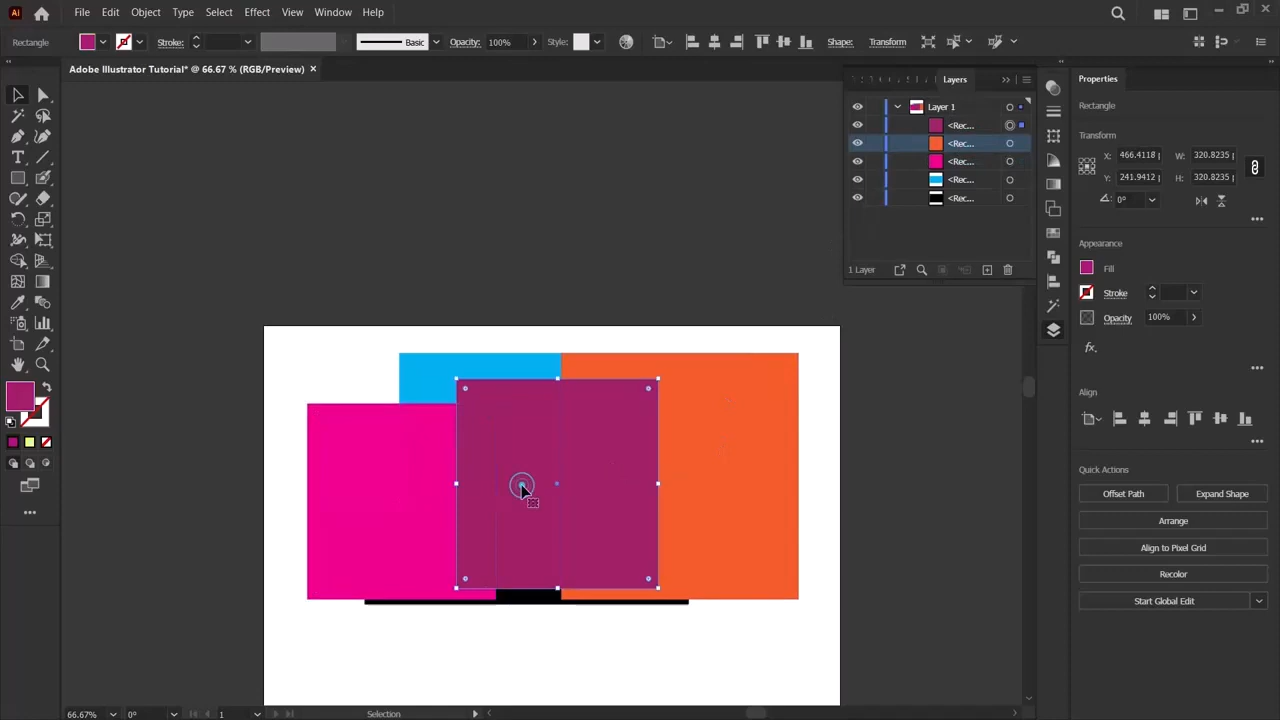 Ai File Edit Object Type Select Effect View Window Help
Rectangle Stroke: Basic Opacity: 100% Style: Shape Transform
Adobe Illustrator Tutorial* @ 66.67 % (RGB/Preview) ×
Layers
Layer 1
<Rec...
<Rec...
<Rec...
<Rec...
<Rec...
1 Layer
Properties
Rectangle
Transform
X: 466.4118 W: 320.8235
Y: 241.9412 H: 320.8235
0°
Appearance
Fill
Stroke
Opacity 100%
fx.
Align
Quick Actions
Offset Path Expand Shape
Arrange
Align to Pixel Grid
Recolor
Start Global Edit
66.67% 0° 1 Selection